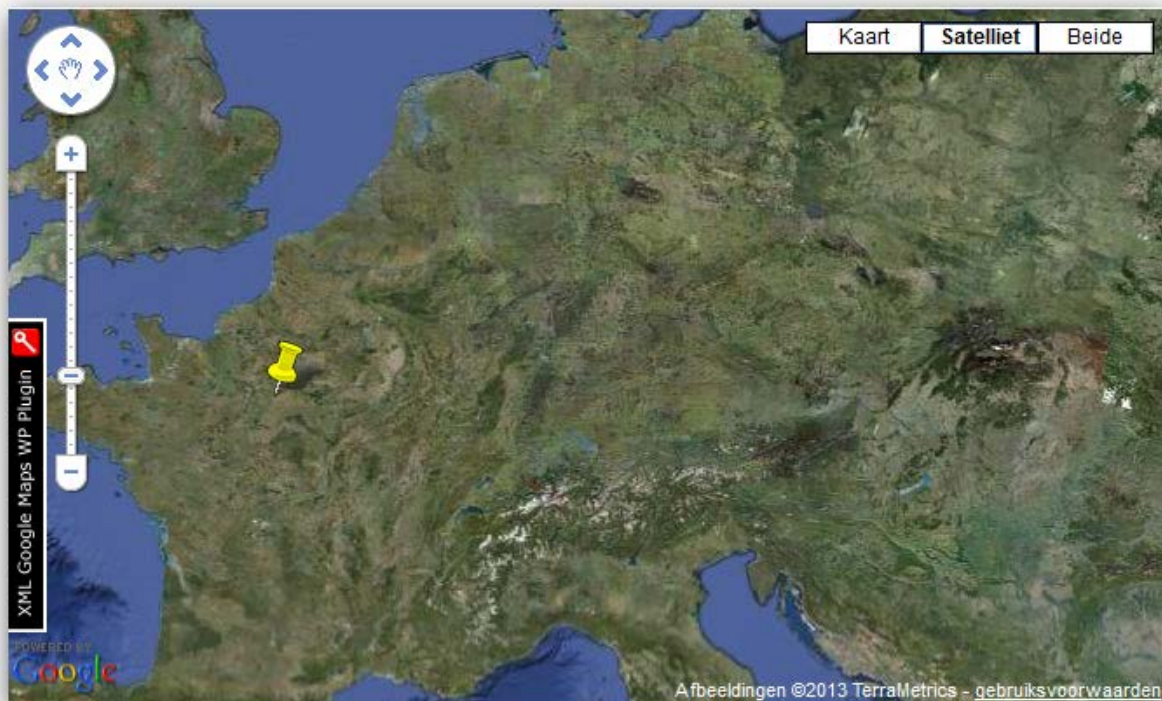 Kaart Satelliet Beide
XML Google Maps WP Plugin
POWERED BY
Google
Afbeeldingen ©2013 TerraMetrics - gebruiksvoorwaarden